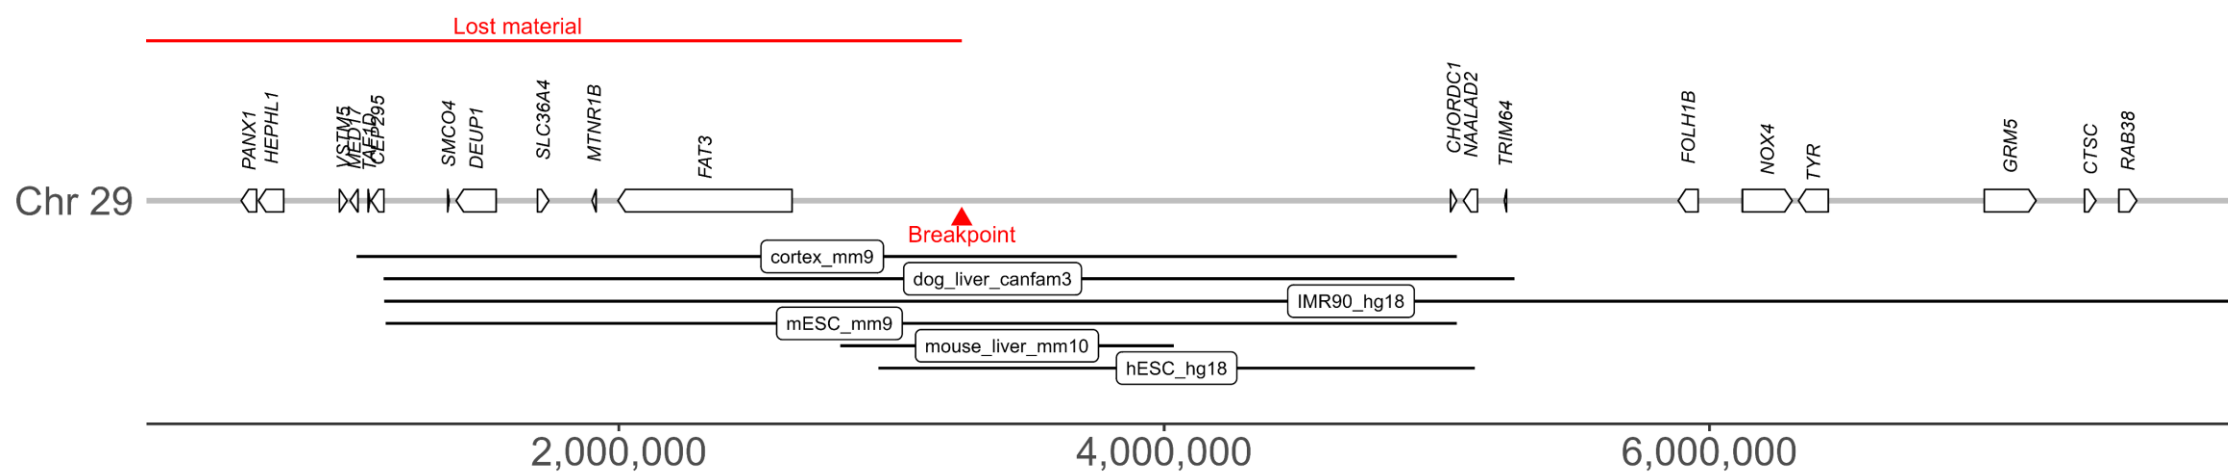 Lost material
PANX1
HEPHL1
VSTM5
MED17
TAF1D
CEP295
SMCO4
DEUP1
SLC36A4
MTNR1B
FAT3
CHORDC1
NAALAD2
TRIM64
FOLH1B
NOX4
TYR
GRM5
CTSC
RAB38
Chr 29
Breakpoint
cortex_mm9
dog_liver_canfam3
IMR90_hg18
mESC_mm9
mouse_liver_mm10
hESC_hg18
2,000,000
4,000,000
6,000,000